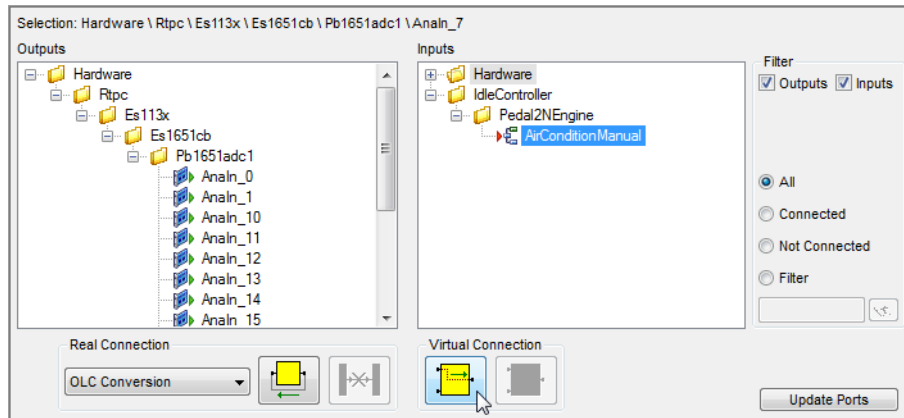 Selection: Hardware \ Rtpc \ Es113x \ Es1651cb \ Pb1651adc1 \ AnaIn_7
Outputs
Hardware
Rtpc
Es113x
Es1651cb
Pb1651adc1
AnaIn_0
AnaIn_1
AnaIn_10
AnaIn_11
AnaIn_12
AnaIn_13
AnaIn_14
AnaIn_15
Inputs
Hardware
IdleController
Pedal2NEngine
AirConditionManual
Filter
Outputs Inputs
All
Connected
Not Connected
Filter
Real Connection
OLC Conversion
Virtual Connection
Update Ports